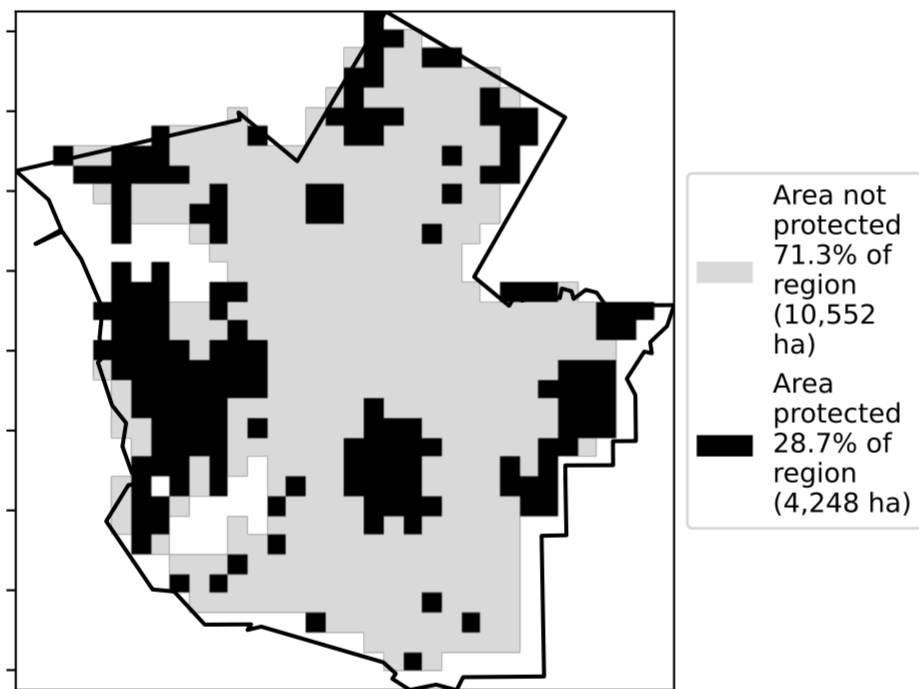 Area not
protected
71.3% of
region
(10,552
ha)
Area
protected
28.7% of
region
(4,248 ha)